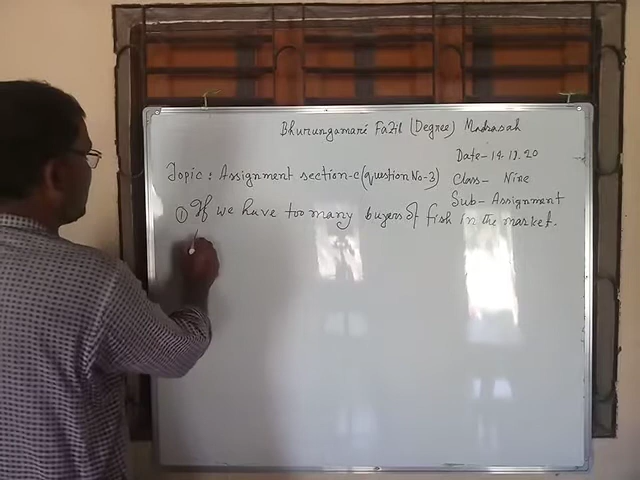 Bhurungamari Fazil (Degree) Madrasah
Date-14.11.20
Topic: Assignment section-c (question No-3)
Class- Nine
Sub- Assignment
① If we have too many buyers of fish in the market.